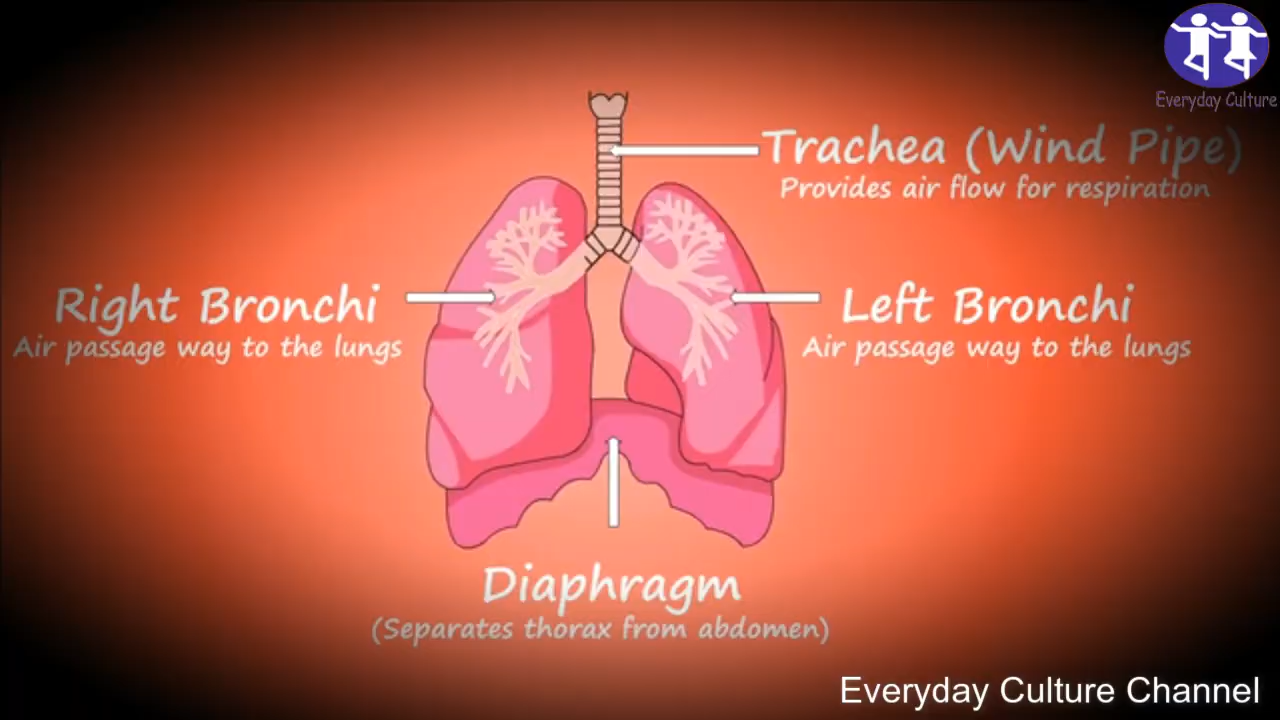 Everyday Culture
Trachea (Wind Pipe)
Provides air flow for respiration
Right Bronchi
Air passage way to the lungs
Left Bronchi
Air passage way to the lungs
Diaphragm
(Separates thorax from abdomen)
Everyday Culture Channel